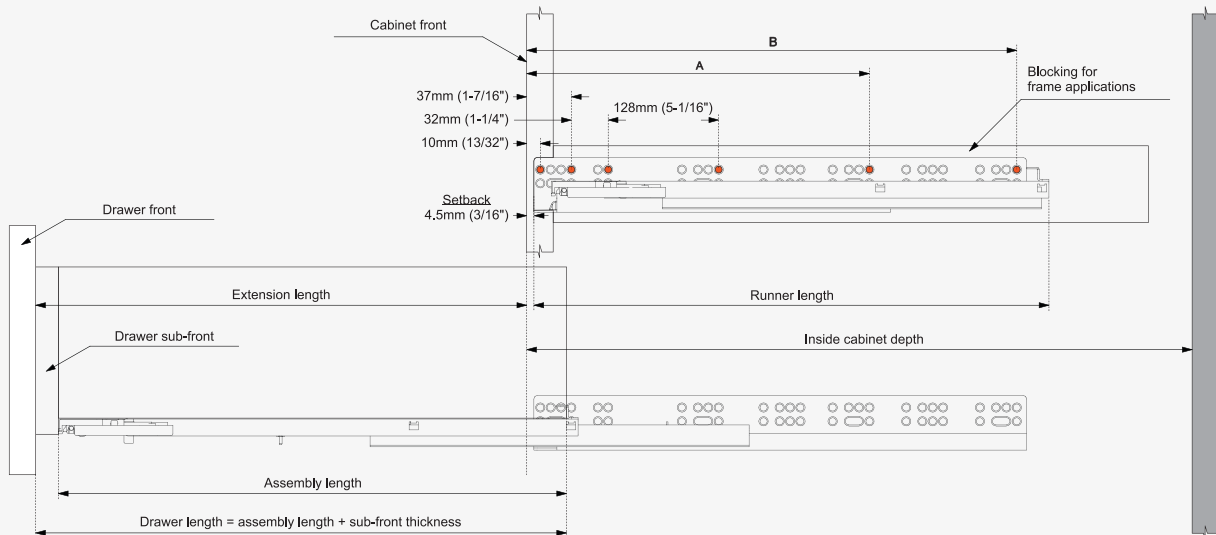 Cabinet front
B
A
Blocking for
frame applications
37mm (1-7/16")
128mm (5-1/16")
32mm (1-1/4")
10mm (13/32")
Setback
4.5mm (3/16")
Drawer front
Extension length
Runner length
Drawer sub-front
Inside cabinet depth
Assembly length
Drawer length = assembly length + sub-front thickness